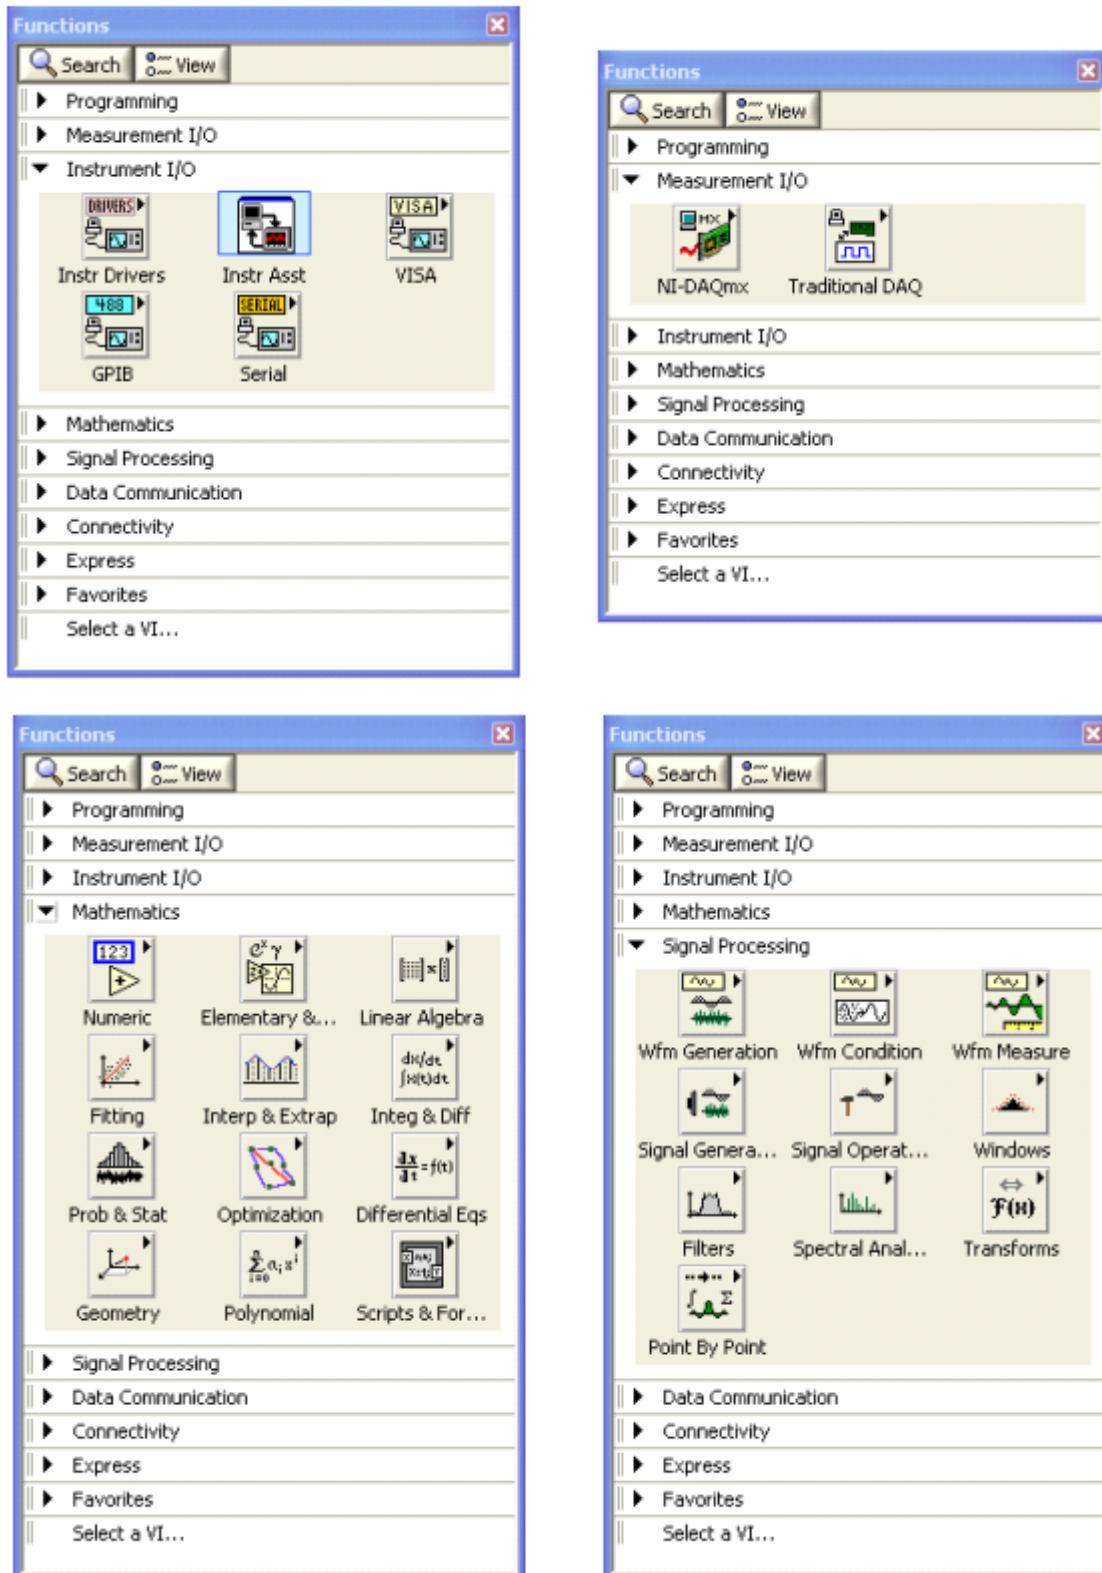 Functions
Search View
Programming
Measurement I/O
Instrument I/O
DRIVERS VISA
Instr Drivers Instr Asst VISA
488 SERIAL
GPIB Serial
Mathematics
Signal Processing
Data Communication
Connectivity
Express
Favorites
Select a VI...
Functions
Search View
Programming
Measurement I/O
MX
NI-DAQmx Traditional DAQ
Instrument I/O
Mathematics
Signal Processing
Data Communication
Connectivity
Express
Favorites
Select a VI...
Functions
Search View
Programming
Measurement I/O
Instrument I/O
Mathematics
123
Numeric Elementary &... Linear Algebra
dx/dt
∫x(t)dt
Fitting Interp & Extrap Integ & Diff
dx/dt = f(t)
Prob & Stat Optimization Differential Eqs
Geometry Polynomial Scripts & For...
Signal Processing
Data Communication
Connectivity
Express
Favorites
Select a VI...
Functions
Search View
Programming
Measurement I/O
Instrument I/O
Mathematics
Signal Processing
Wfm Generation Wfm Condition Wfm Measure
Signal Genera... Signal Operat... Windows
F(x)
Filters Spectral Anal... Transforms
∫ Σ
Point By Point
Data Communication
Connectivity
Express
Favorites
Select a VI...